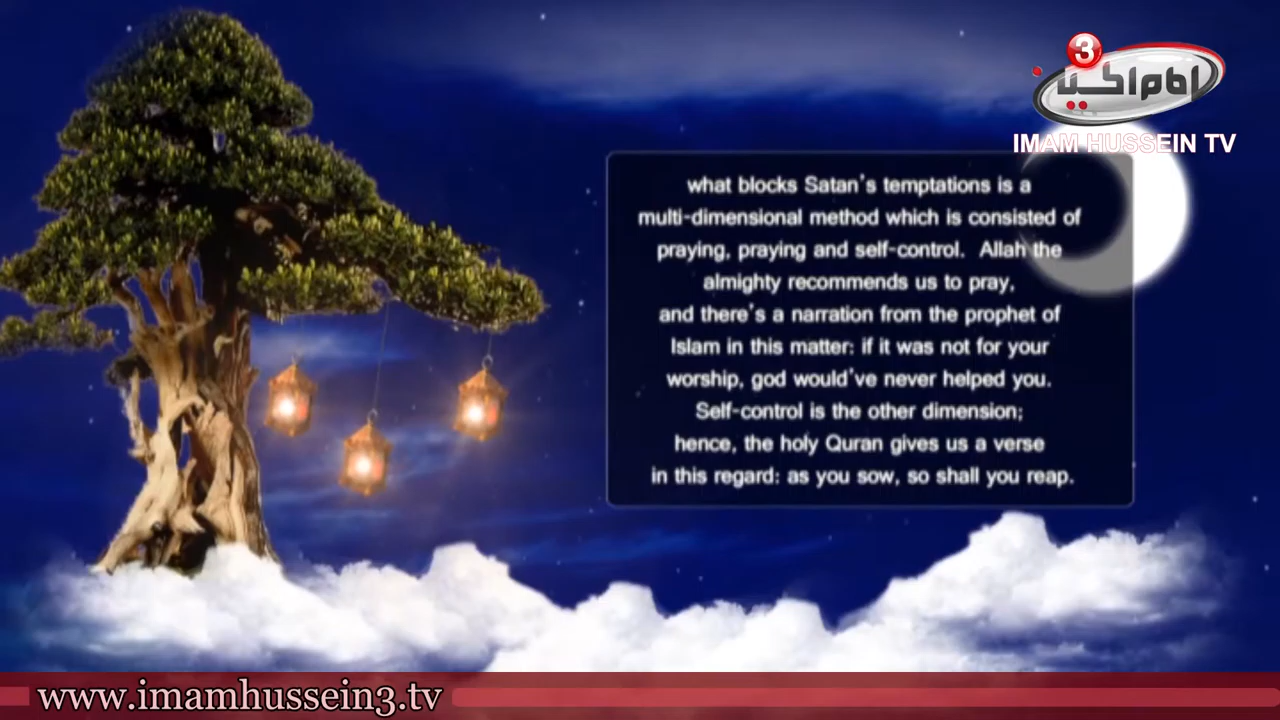 3
IMAM HUSSEIN TV
what blocks Satan's temptations is a
multi-dimensional method which is consisted of
praying, praying and self-control. Allah the
almighty recommends us to pray,
and there's a narration from the prophet of
Islam in this matter: if it was not for your
worship, god would've never helped you.
Self-control is the other dimension;
hence, the holy Quran gives us a verse
in this regard: as you sow, so shall you reap.
www.imamhussein3.tv